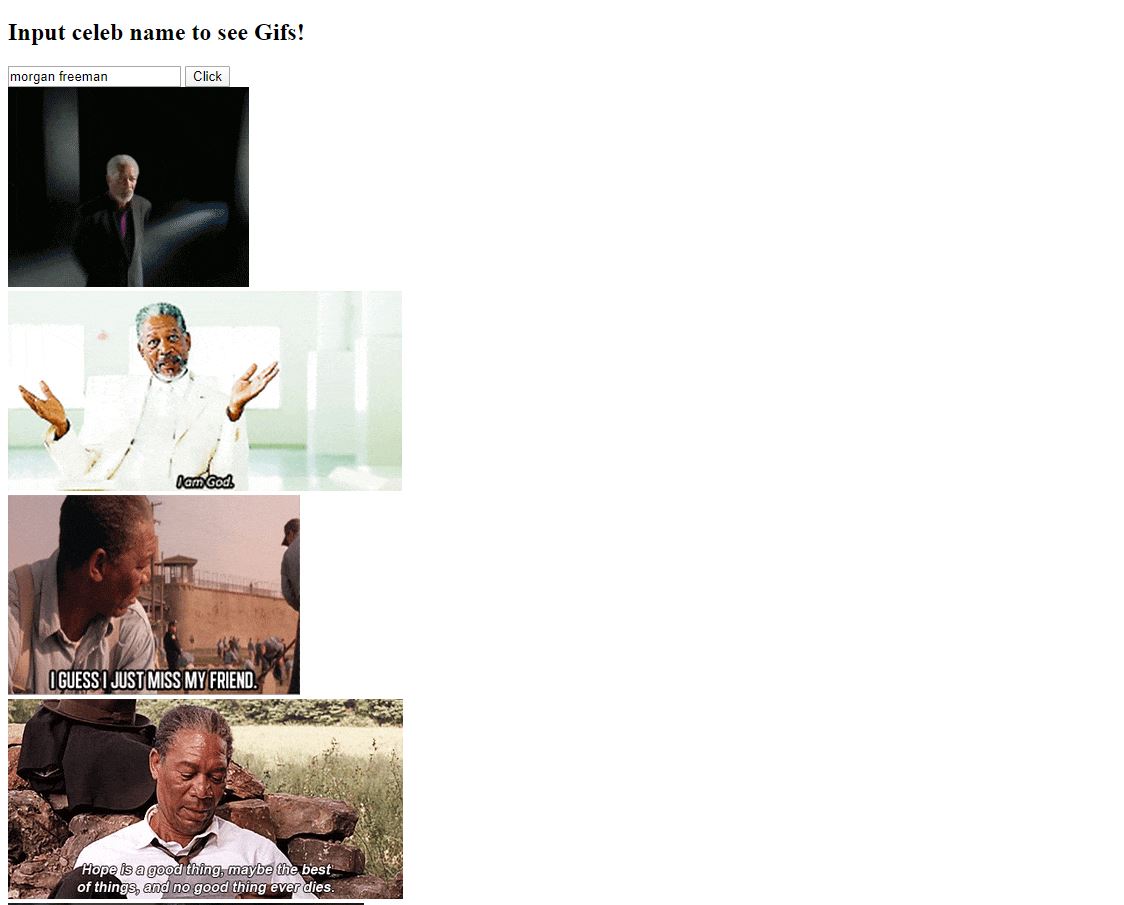 Input celeb name to see Gifs!
morgan freeman Click
I am God.
I GUESS I JUST MISS MY FRIEND.
Hope is a good thing, maybe the best
of things, and no good thing ever dies.